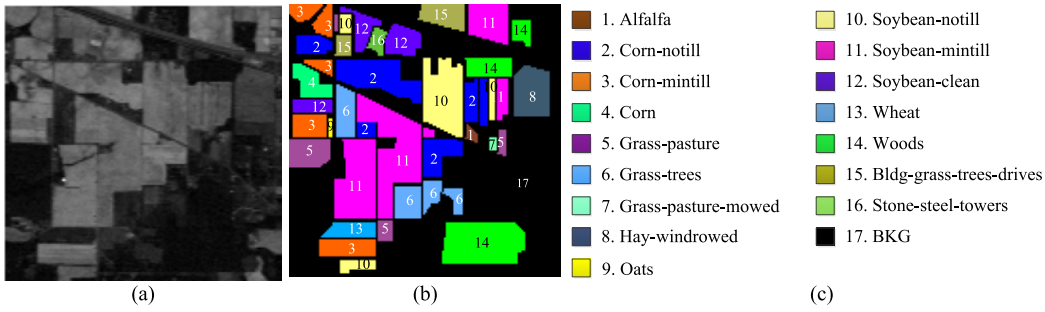 3 3 10 12 16 12 15 11 14
2 15
3 2 14
4 10 2 10 1 8
12 6
3 9 2 1
5 11 2 7 5
11 6 6 6 17
13 5
3 14
10
1. Alfalfa
2. Corn-notill
3. Corn-mintill
4. Corn
5. Grass-pasture
6. Grass-trees
7. Grass-pasture-mowed
8. Hay-windrowed
9. Oats
10. Soybean-notill
11. Soybean-mintill
12. Soybean-clean
13. Wheat
14. Woods
15. Bldg-grass-trees-drives
16. Stone-steel-towers
17. BKG
(a) (b) (c)